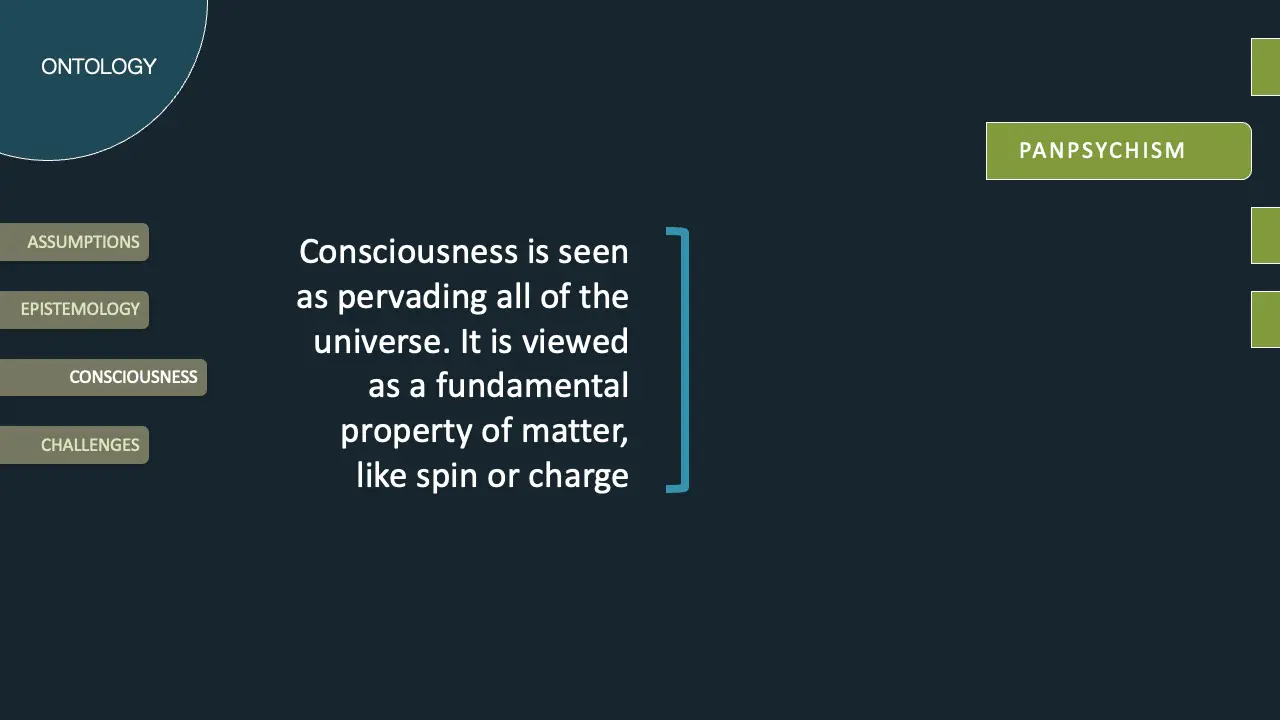 ONTOLOGY
PANPSYCHISM
ASSUMPTIONS
EPISTEMOLOGY
CONSCIOUSNESS
CHALLENGES
Consciousness is seen
as pervading all of the
universe. It is viewed
as a fundamental
property of matter,
like spin or charge